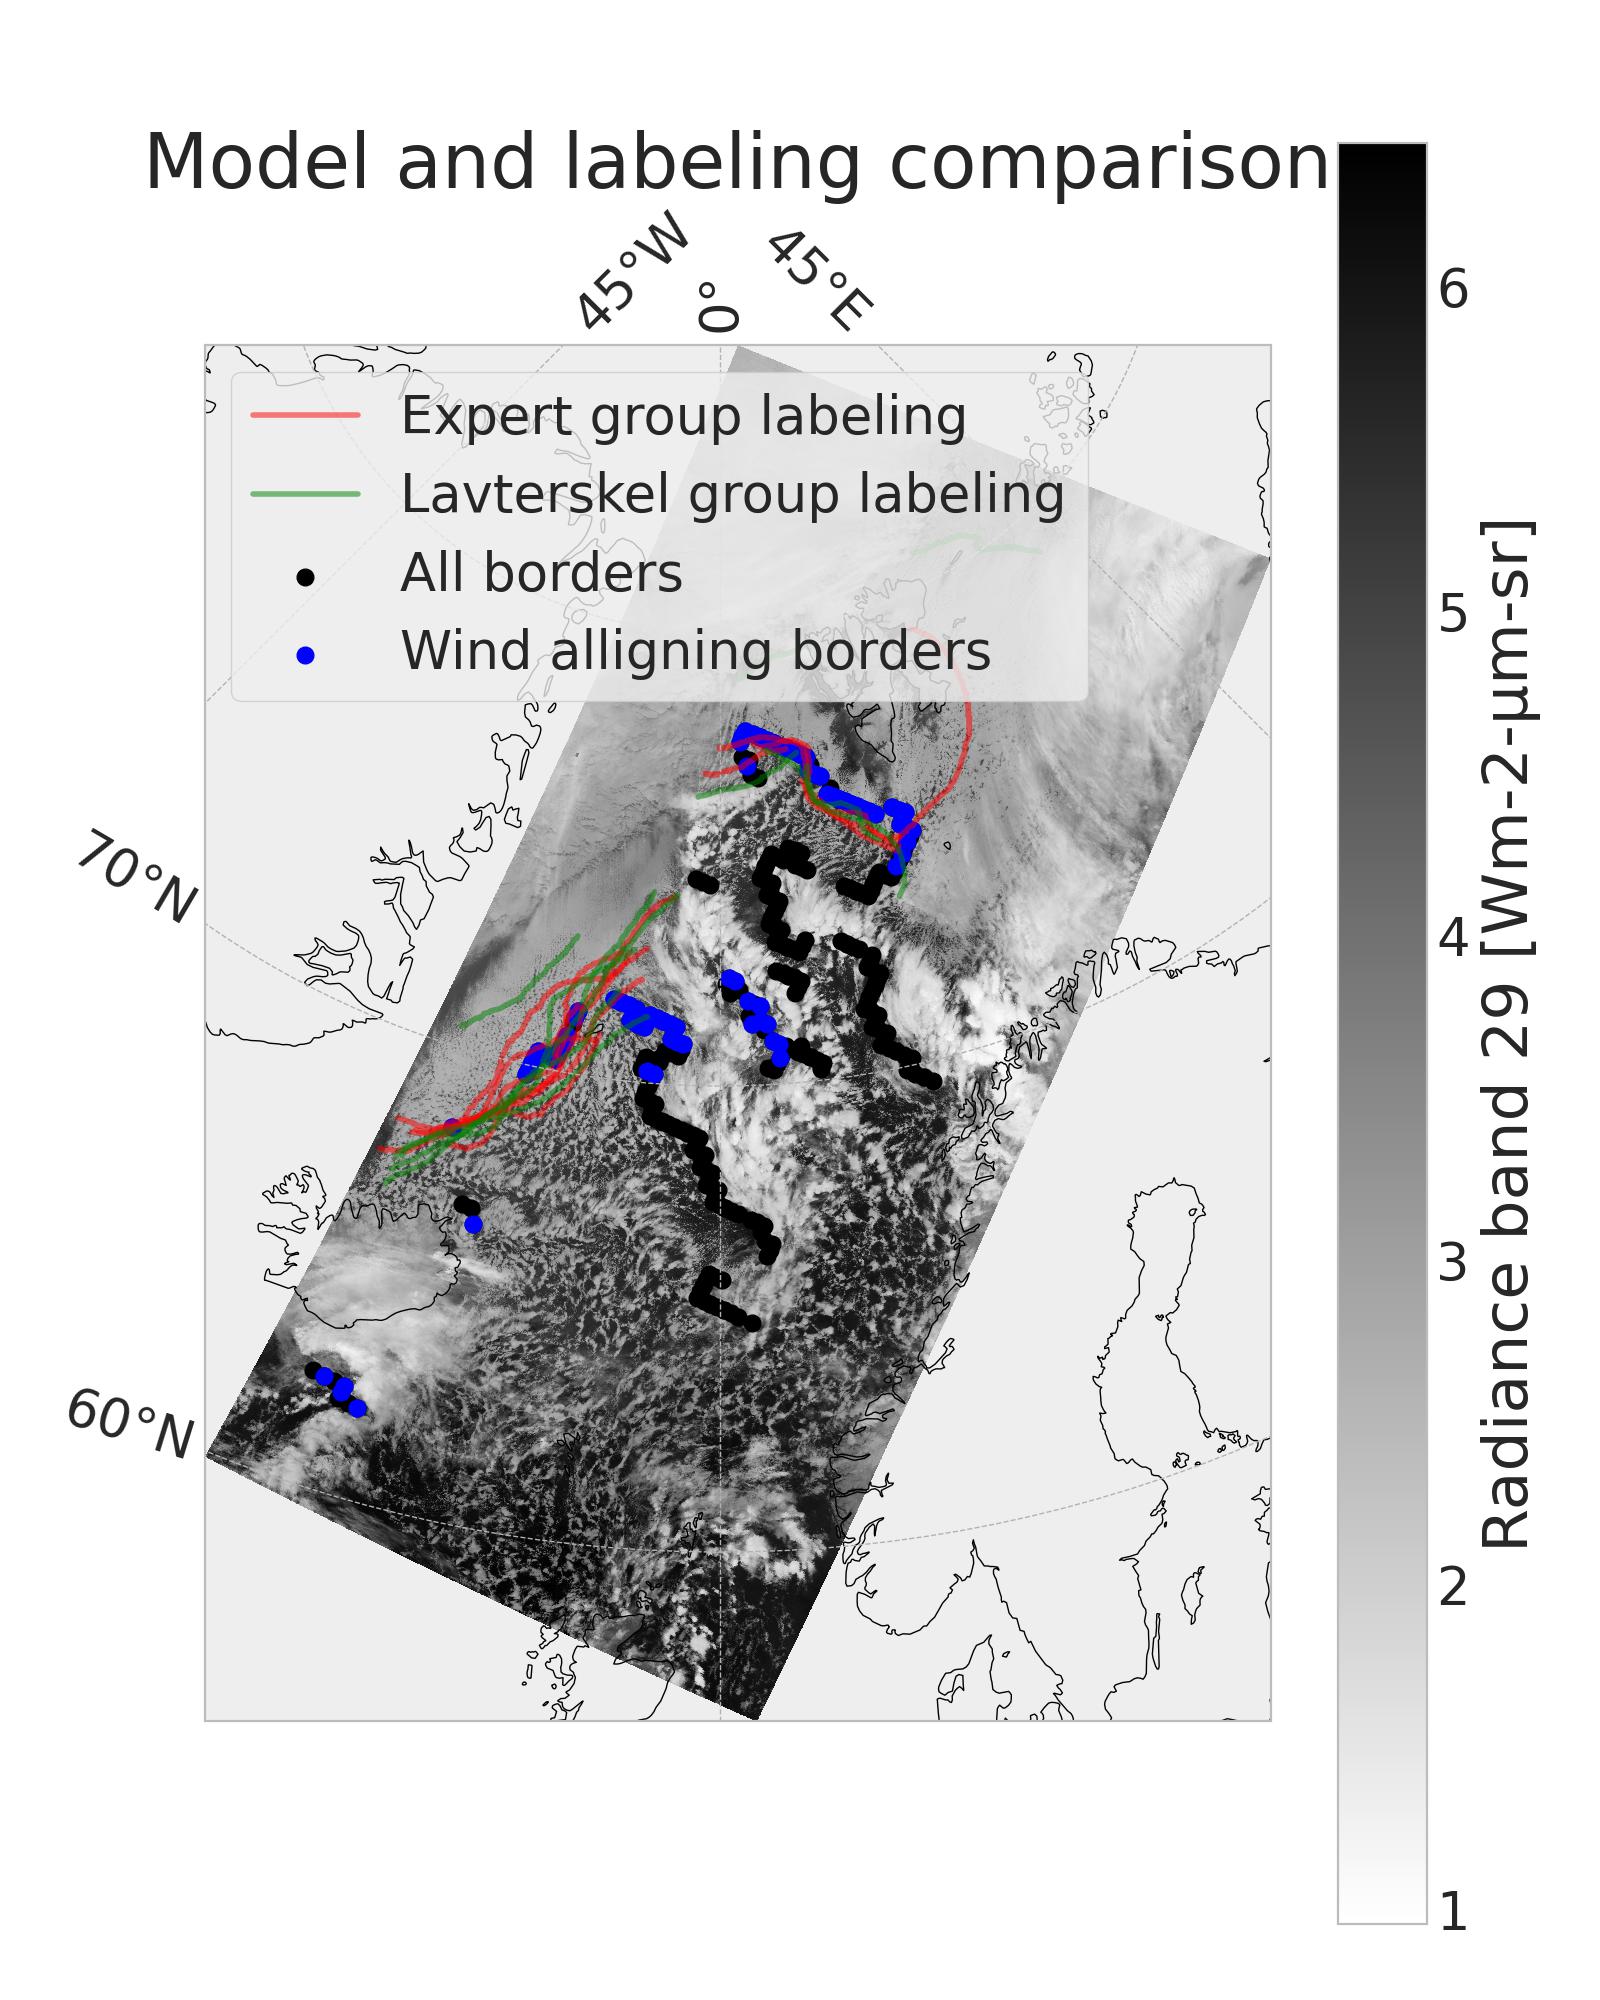 Model and labeling comparison
45°W
0°
45°E
Expert group labeling
Lavterskel group labeling
All borders
Wind alligning borders
70°N
60°N
6
5
4
3
2
1
Radiance band 29 [Wm-2-µm-sr]